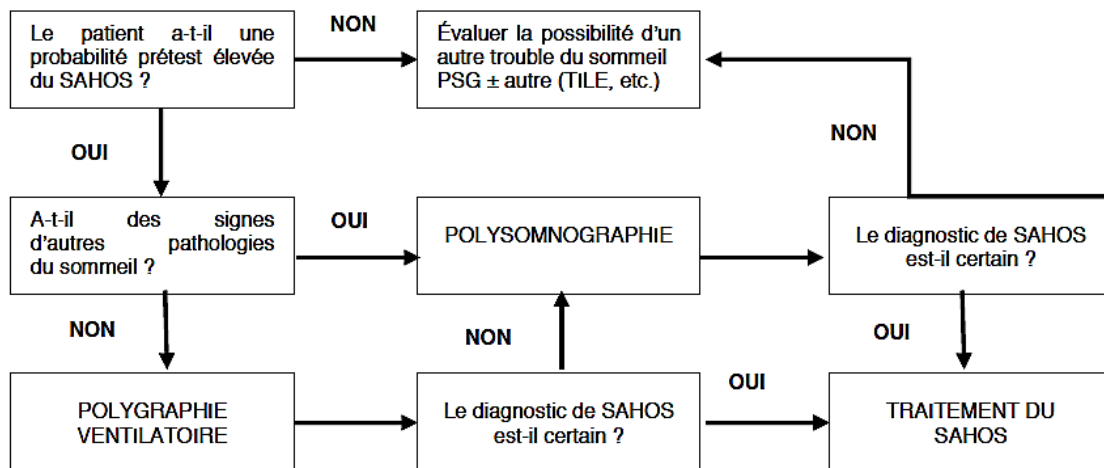 Le patient a-t-il une
probabilité prétest élevée
du SAHOS ?
NON
Évaluer la possibilité d'un
autre trouble du sommeil
PSG ± autre (TILE, etc.)
OUI
NON
A-t-il des signes
d'autres pathologies
du sommeil ?
OUI
POLYSOMNOGRAPHIE
Le diagnostic de SAHOS
est-il certain ?
NON
NON
OUI
POLYGRAPHIE
VENTILATOIRE
Le diagnostic de SAHOS
est-il certain ?
OUI
TRAITEMENT DU
SAHOS